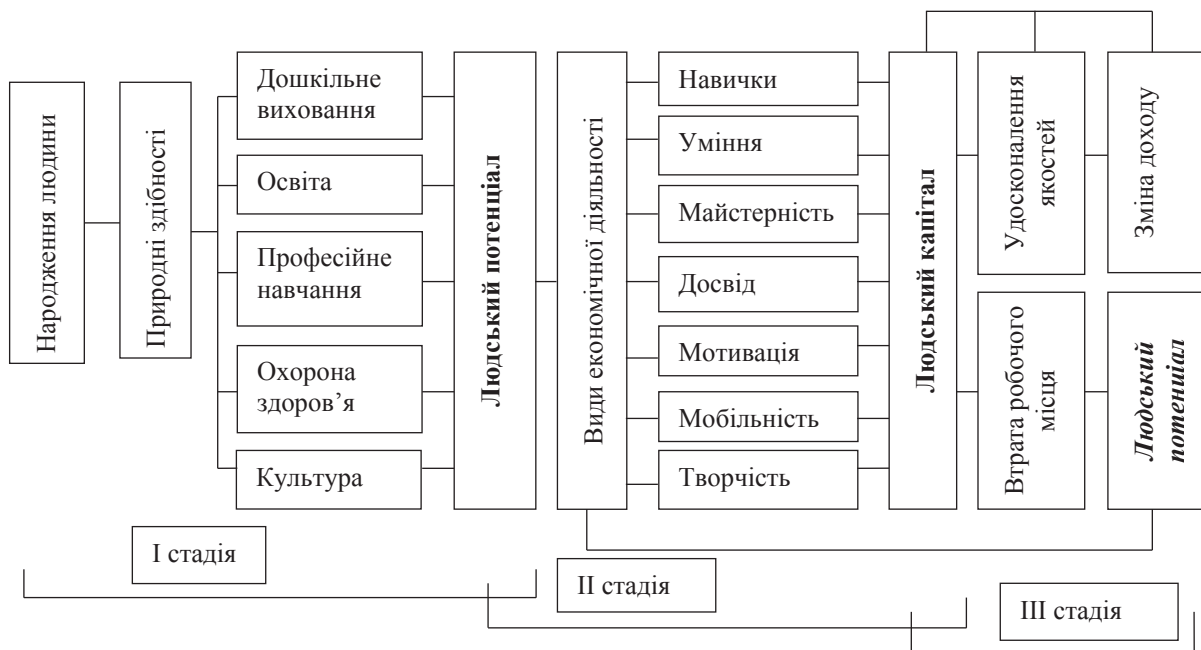 Народження людини
Природні здібності
Дошкільне
виховання
Освіта
Професійне
навчання
Охорона
здоров’я
Культура
Людський потенціал
Види економічної діяльності
Навички
Уміння
Майстерність
Досвід
Мотивація
Мобільність
Творчість
Людський капітал
Удосконалення
якостей
Зміна доходу
Втрата робочого
місця
Людський
потенціал
І стадія
ІІ стадія
ІІІ стадія